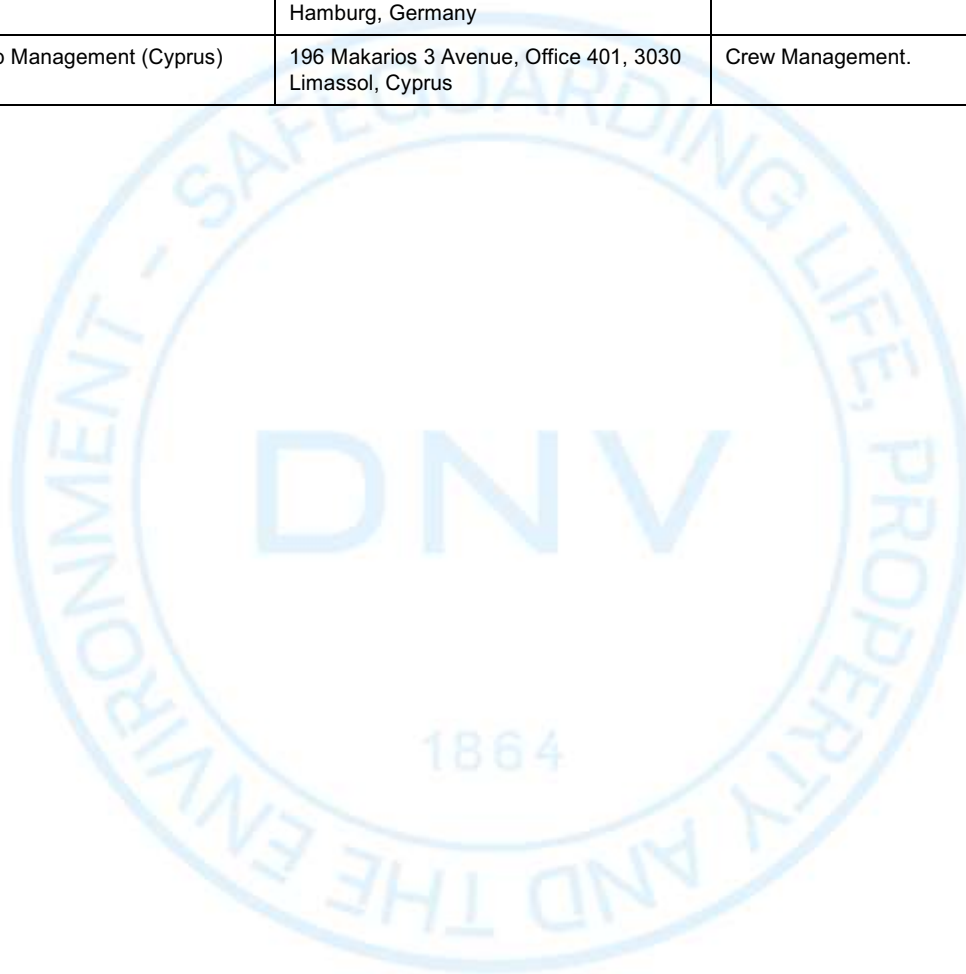 Hamburg, Germany
Management (Cyprus)
196 Makarios 3 Avenue, Office 401, 3030
Limassol, Cyprus
Crew Management.
SAFEGUARDING LIFE, PROPERTY AND THE ENVIRONMENT -
DNV
1864